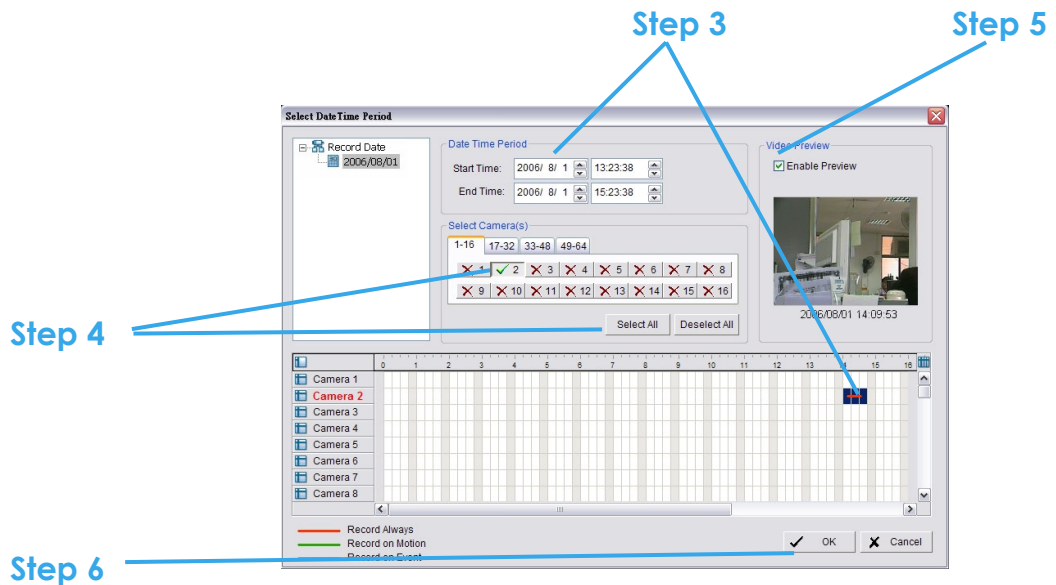 Step 3
Step 5
Select DateTime Period
Record Date
2006/08/01
Date Time Period
Start Time: 2006/ 8/ 1 13:23:38
End Time: 2006/ 8/ 1 15:23:38
Select Camera(s)
1-16 17-32 33-48 49-64
1 2 3 4 5 6 7 8
9 10 11 12 13 14 15 16
Select All Deselect All
Video Preview
Enable Preview
2006/08/01 14:09:53
Step 4
0 1 2 3 4 5 6 7 8 9 10 11 12 13 14 15 16
Camera 1
Camera 2
Camera 3
Camera 4
Camera 5
Camera 6
Camera 7
Camera 8
Record Always
Record on Motion
Record on Event
OK Cancel
Step 6